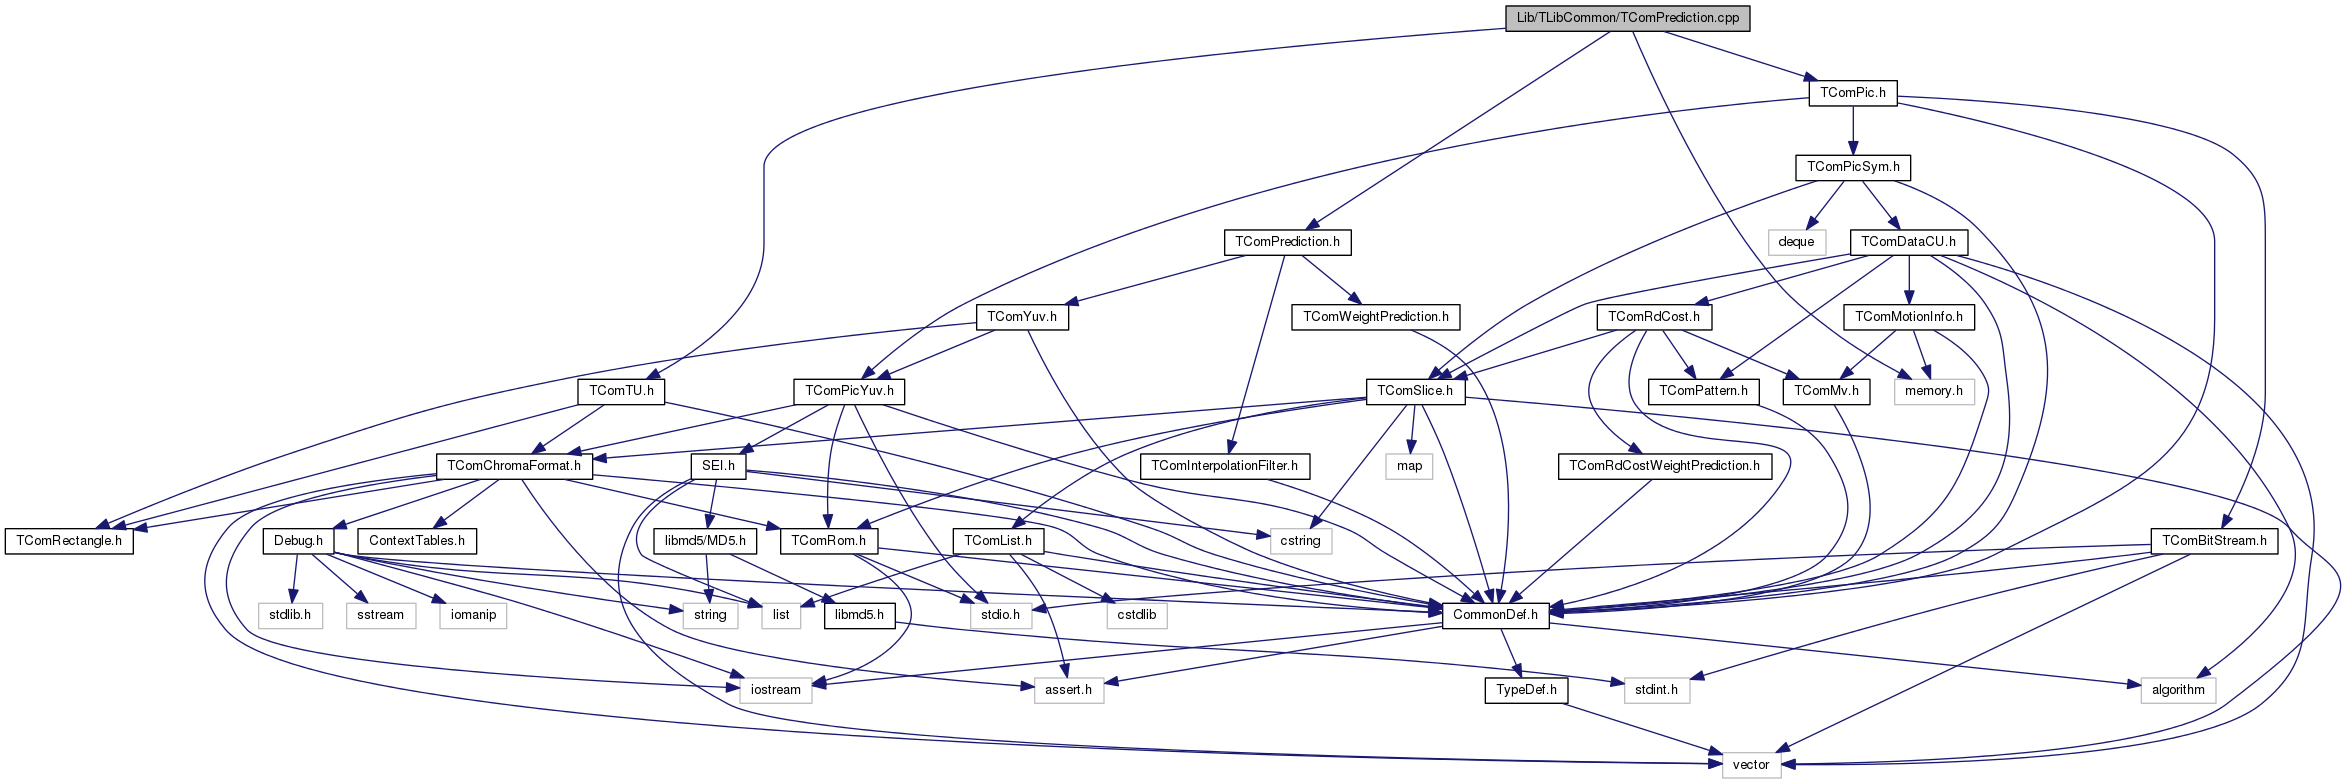 Lib/TLibCommon/TComPrediction.cpp
TComPic.h
TComPicSym.h
TComPrediction.h
deque
TComDataCU.h
TComYuv.h
TComWeightPrediction.h
TComRdCost.h
TComMotionInfo.h
TComTU.h
TComPicYuv.h
TComSlice.h
TComPattern.h
TComMv.h
memory.h
TComChromaFormat.h
SEI.h
TComInterpolationFilter.h
map
TComRdCostWeightPrediction.h
TComRectangle.h
Debug.h
ContextTables.h
libmd5/MD5.h
TComRom.h
TComList.h
cstring
TComBitStream.h
stdlib.h
sstream
iomanip
string
list
libmd5.h
stdio.h
cstdlib
CommonDef.h
iostream
assert.h
TypeDef.h
stdint.h
algorithm
vector